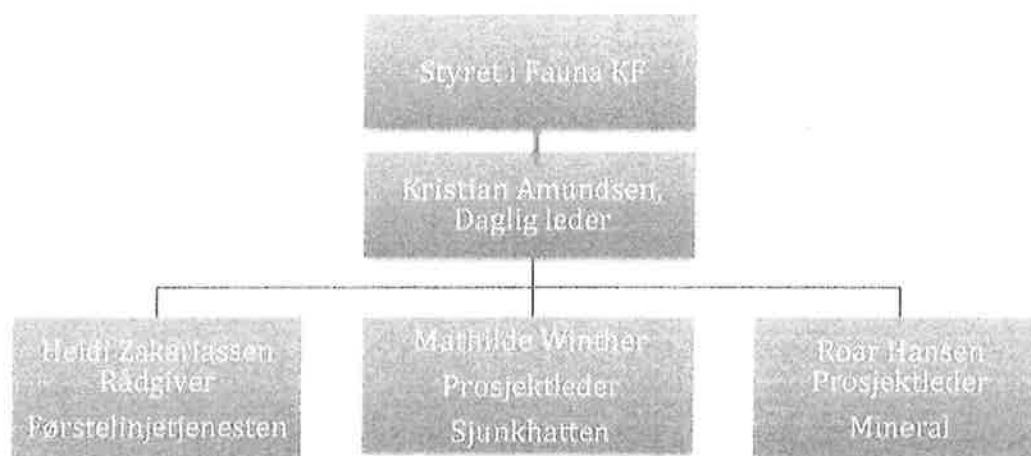 Styret i Fauna KF
Kristian Amundsen,
Daglig leder
Heidi Zakariassen
Rådgiver
Førstelinjetjenesten
Mathilde Winther
Prosjektleder
Sjunkhatten
Roar Hansen
Prosjektleder
Mineral